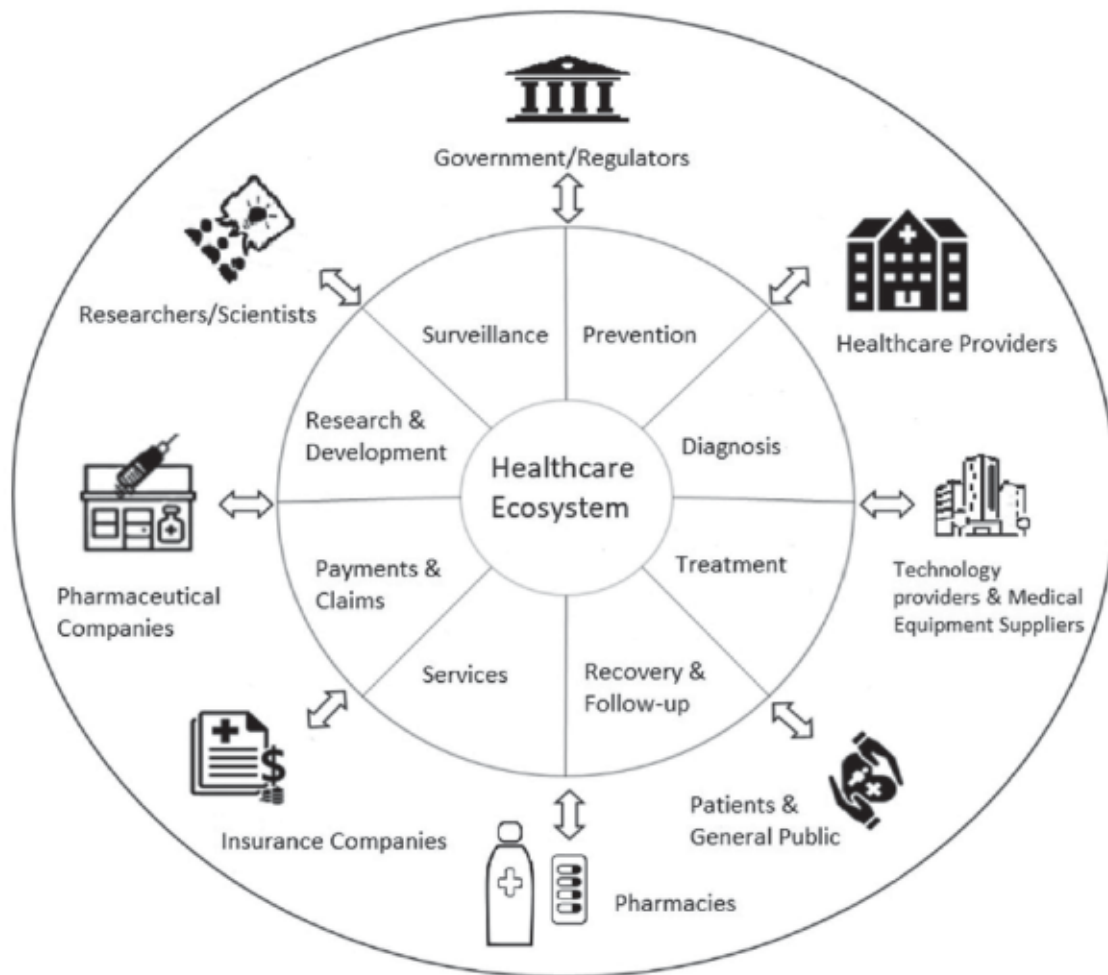 Government/Regulators
Researchers/Scientists
Healthcare Providers
Surveillance
Prevention
Research &
Development
Diagnosis
Healthcare
Ecosystem
Pharmaceutical
Companies
Payments &
Claims
Treatment
Technology
providers & Medical
Equipment Suppliers
Services
Recovery &
Follow-up
Insurance Companies
Patients &
General Public
Pharmacies
$